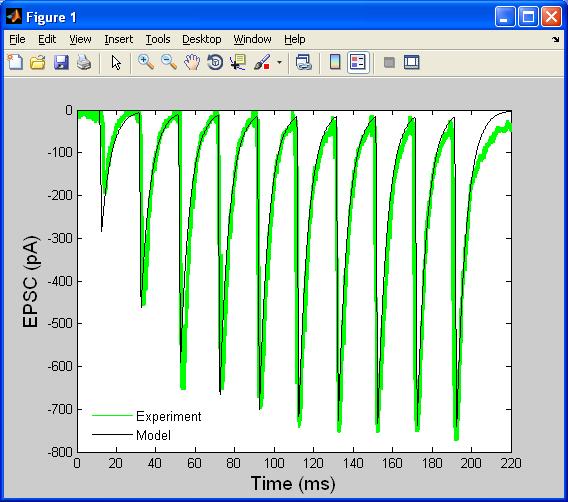 Figure 1
File Edit View Insert Tools Desktop Window Help
0
-100
-200
-300
-400
-500
-600
-700
-800
EPSC (pA)
Experiment
Model
0 20 40 60 80 100 120 140 160 180 200 220
Time (ms)